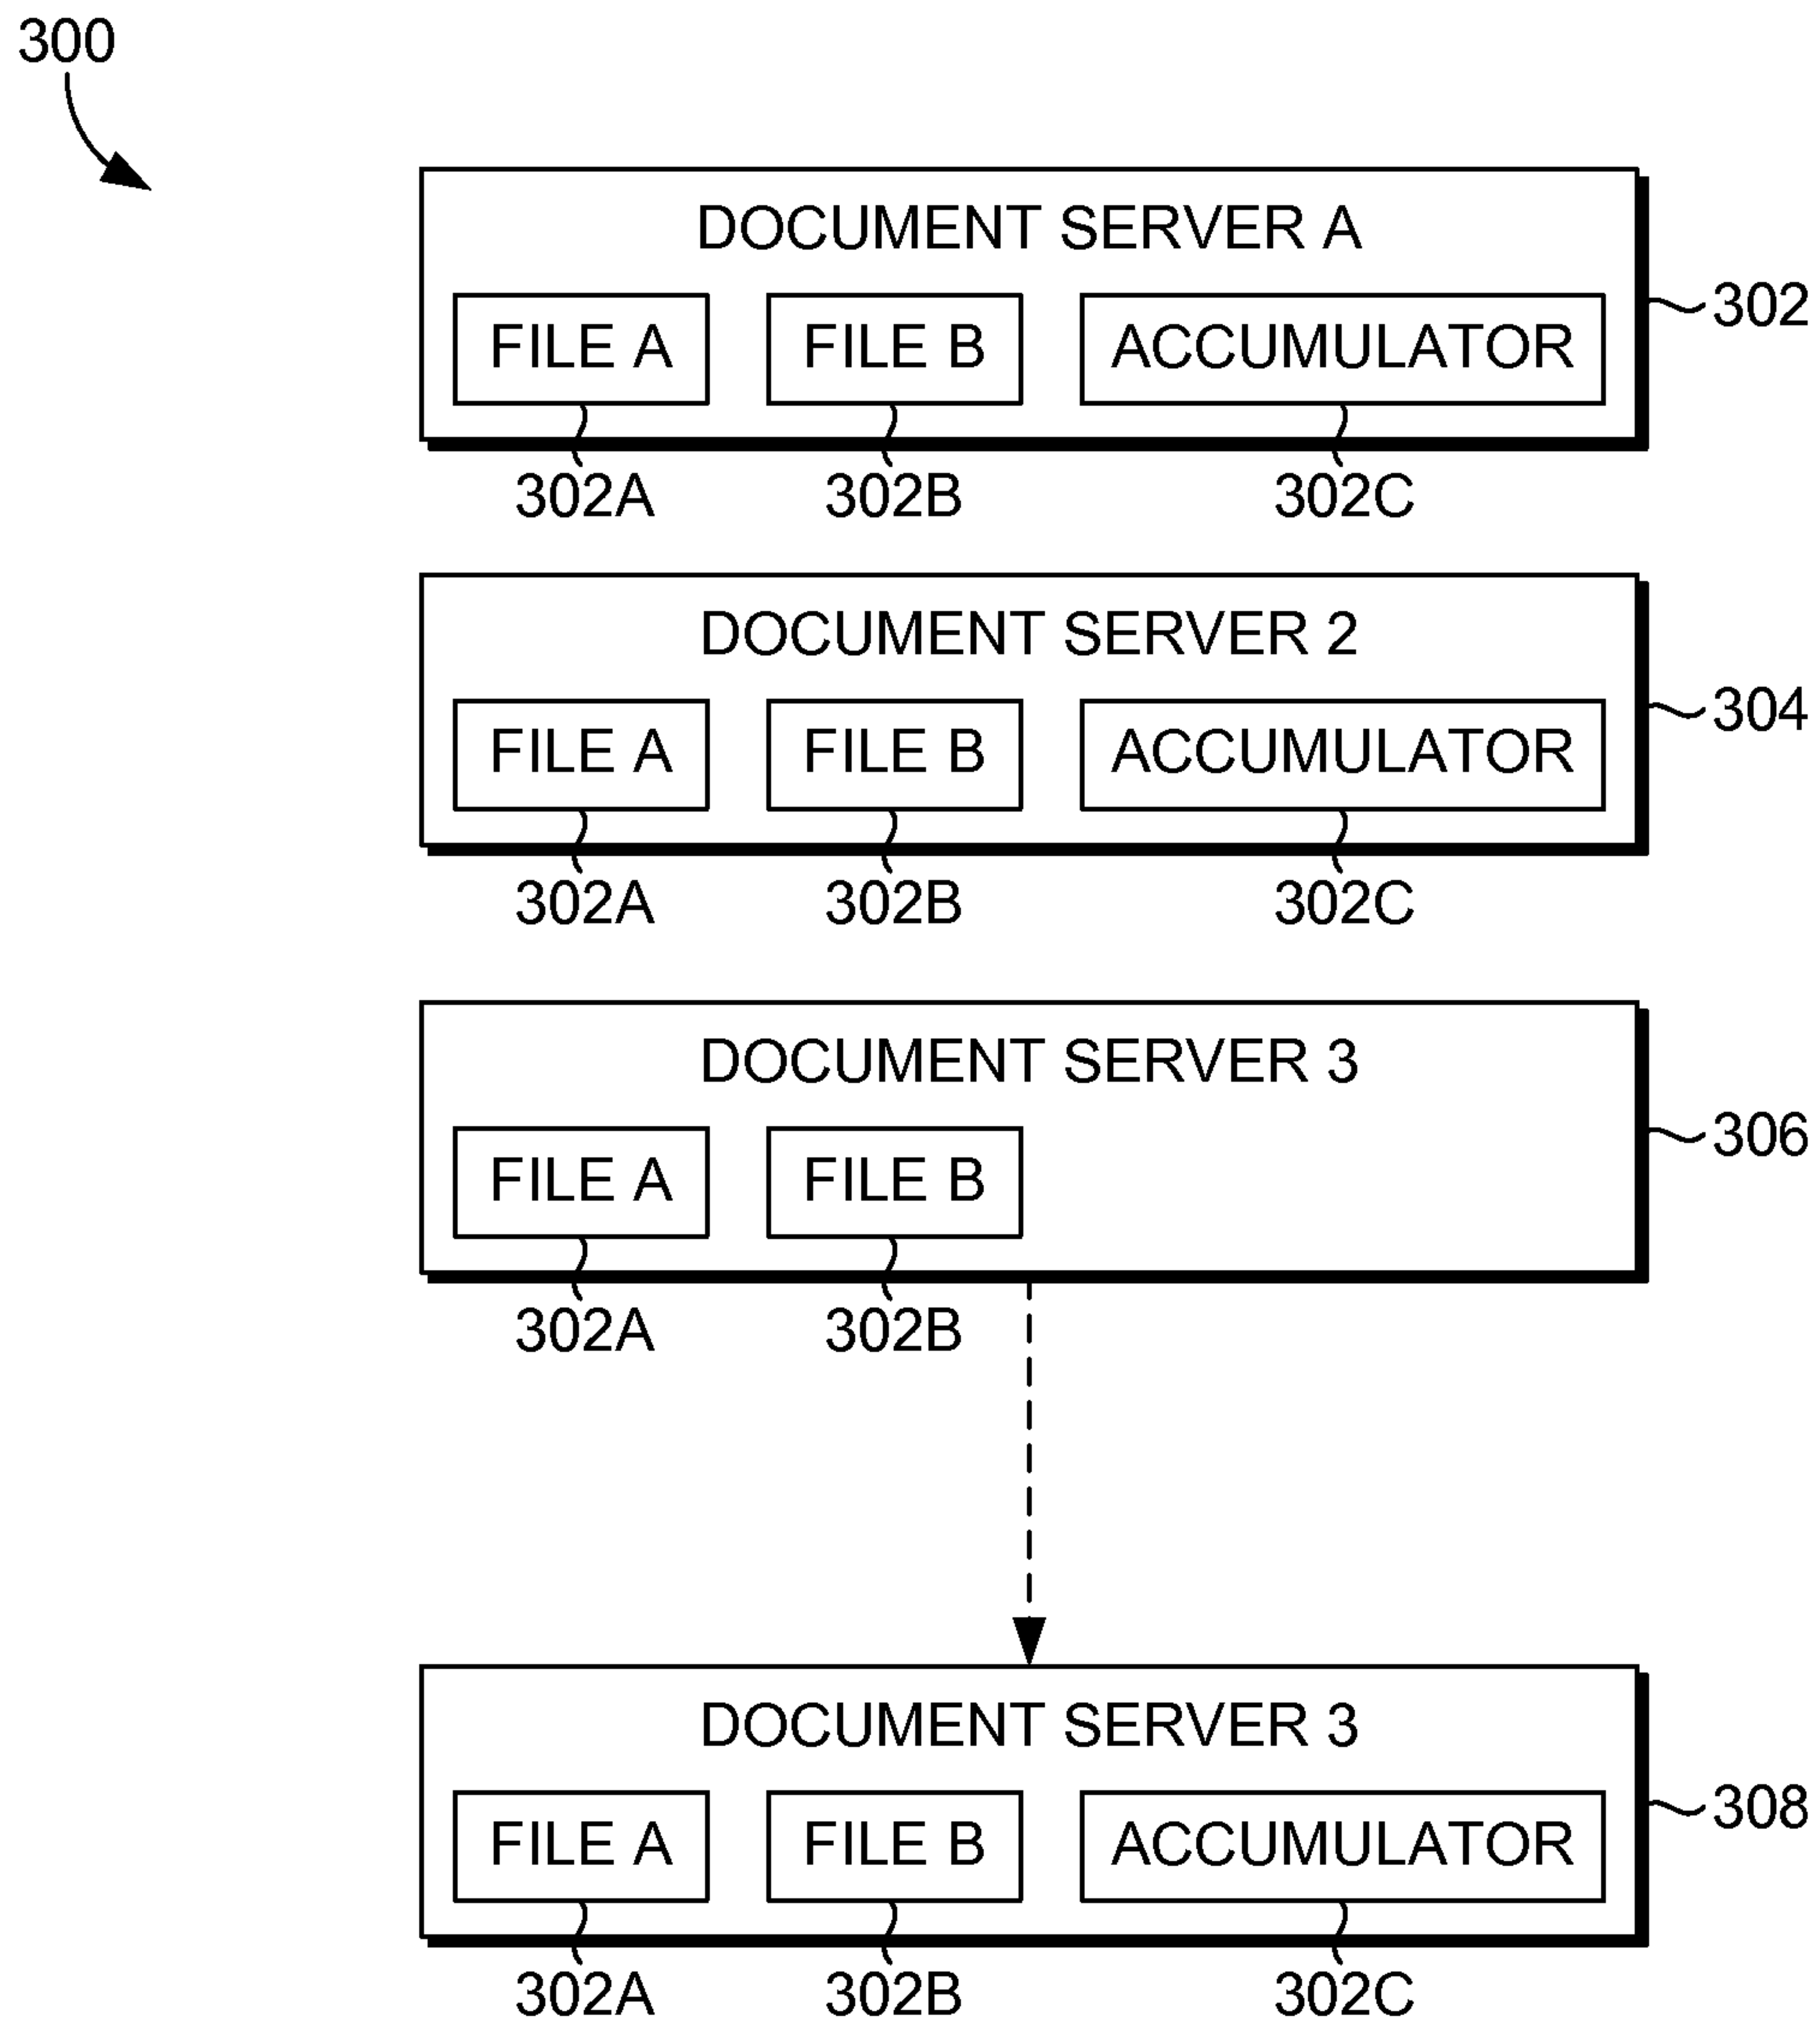 300
DOCUMENT SERVER A
FILE A FILE B ACCUMULATOR
302
302A 302B 302C
DOCUMENT SERVER 2
FILE A FILE B ACCUMULATOR
304
302A 302B 302C
DOCUMENT SERVER 3
FILE A FILE B
306
302A 302B
DOCUMENT SERVER 3
FILE A FILE B ACCUMULATOR
308
302A 302B 302C